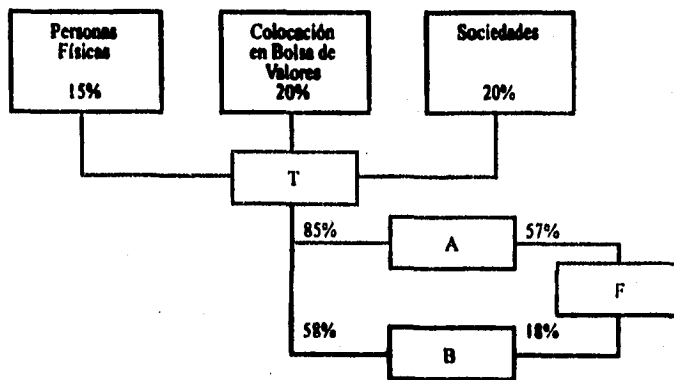 Personas
Físicas
15%
Colocación
en Bolsa de
Valores
20%
Sociedades
20%
T
85%
A
57%
F
58%
B
18%